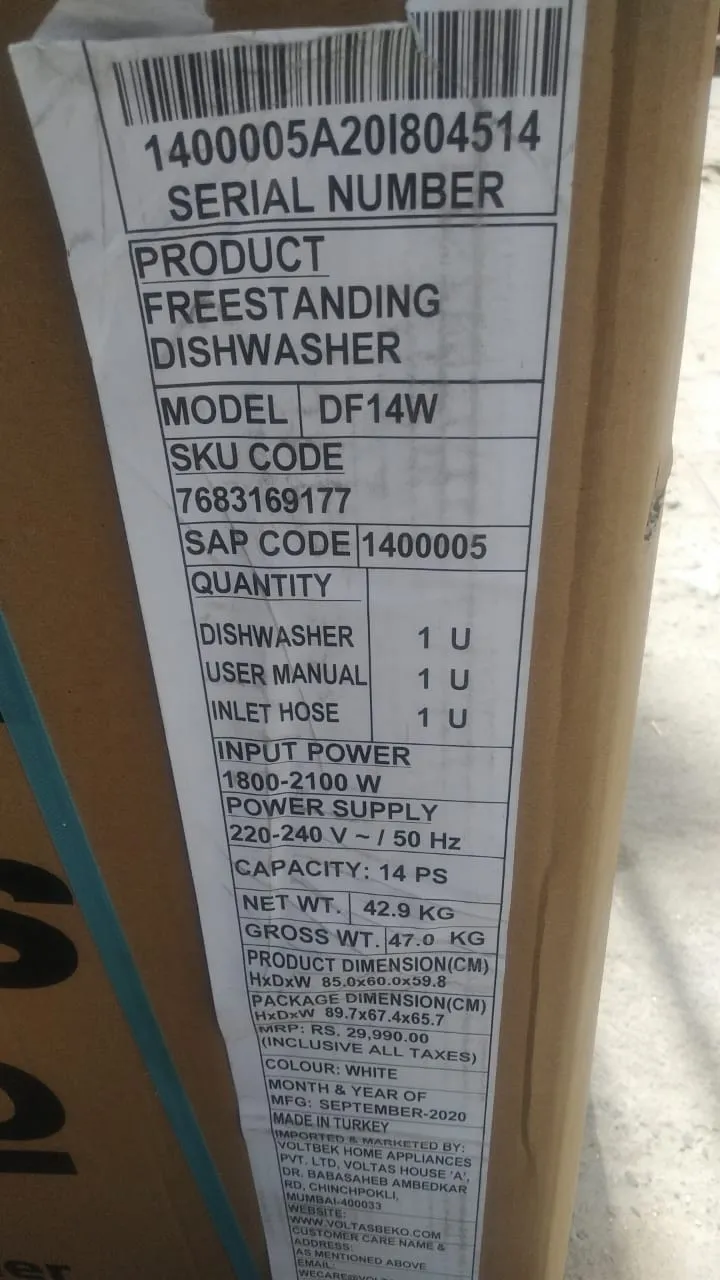 1400005A20I804514
SERIAL NUMBER
PRODUCT
FREESTANDING
DISHWASHER
MODEL DF14W
SKU CODE
7683169177
SAP CODE 1400005
QUANTITY
DISHWASHER 1 U
USER MANUAL 1 U
INLET HOSE 1 U
INPUT POWER
1800-2100 W
POWER SUPPLY
220-240 V ~ / 50 Hz
CAPACITY: 14 PS
NET WT. 42.9 KG
GROSS WT. 47.0 KG
PRODUCT DIMENSION(CM)
HxDxW 85.0x60.0x59.8
PACKAGE DIMENSION(CM)
HxDxW 89.7x67.4x65.7
MRP: RS. 29,990.00
(INCLUSIVE ALL TAXES)
COLOUR: WHITE
MONTH & YEAR OF
MFG: SEPTEMBER-2020
MADE IN TURKEY
IMPORTED & MARKETED BY:
VOLTBEK HOME APPLIANCES
PVT. LTD, VOLTAS HOUSE 'A',
DR. BABASAHEB AMBEDKAR
RD, CHINCHPOKLI,
MUMBAI-400033
WEBSITE:
WWW.VOLTASBEKO.COM
CUSTOMER CARE NAME &
ADDRESS:
AS MENTIONED ABOVE
EMAIL: